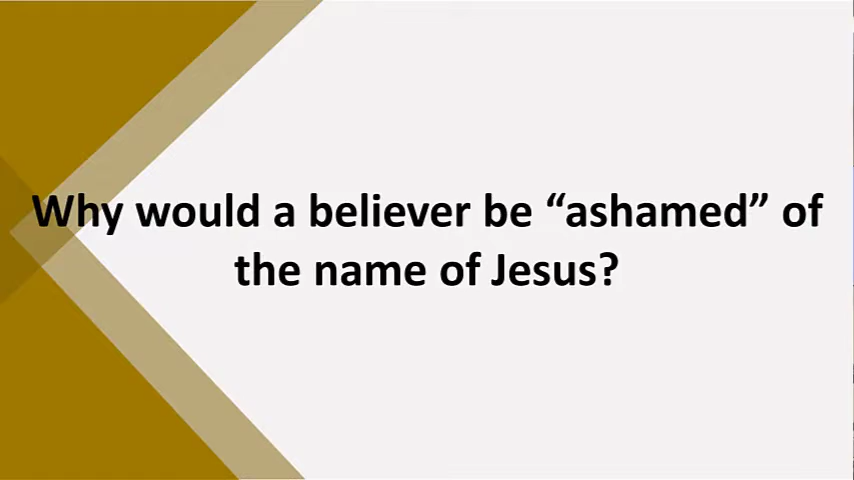 Why would a believer be “ashamed” of
the name of Jesus?